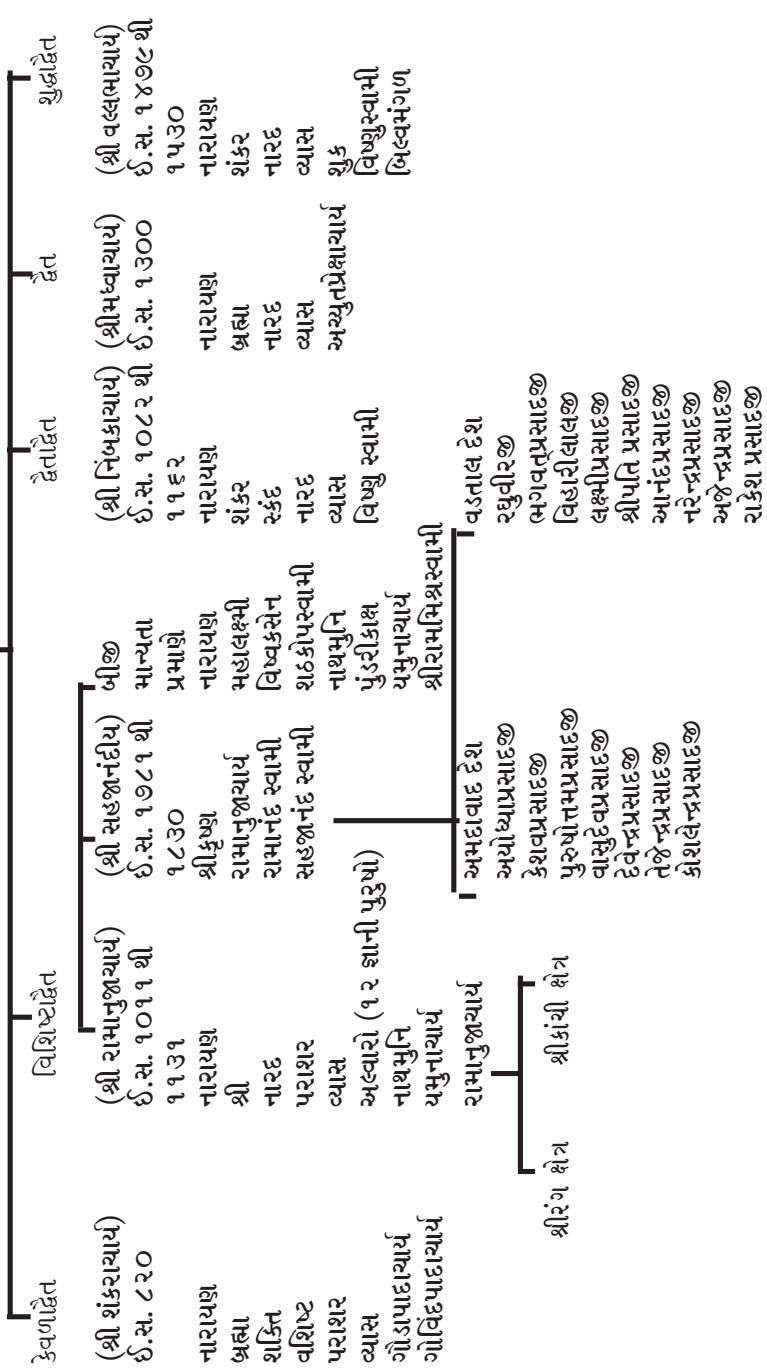 કેવળાદ્વૈત
(શ્રી શંકરાચાર્ય)
ઈ.સ. ૮૨૦
નારાયણ
બ્રહ્મા
શક્તિ
વશિષ્ટ
પરાશર
વ્યાસ
ગૌડાપાદાચાર્ય
ગોવિંદપાદાચાર્ય
વિશિષ્ટાદ્વૈત
(શ્રી રામાનુજાચાર્ય)
ઈ.સ. ૧૦૧૧ થી
૧૧૩૧
નારાયણ
શ્રી
નારદ
પરાશર
વ્યાસ
અલ્વારો (૧૨ જ્ઞાની પુરુષો)
નાથમુનિ
યમુનાચાર્ય
રામાનુજાચાર્ય
શ્રીરંગ ક્ષેત્ર
શ્રીકાંચી ક્ષેત્ર
(શ્રી સહજાનંદીય)
ઈ.સ. ૧૭૮૧ થી
૧૮૩૦
શ્રીકૃષ્ણ
રામાનુજાચાર્ય
રામાનંદ સ્વામી
સહજાનંદ સ્વામી
અમદાવાદ દેશ
અયોધ્યાપ્રસાદજી
કેશવપ્રસાદજી
પુરુષોત્તમપ્રસાદજી
વાસુદેવપ્રસાદજી
દેવેન્દ્રપ્રસાદજી
તેજેન્દ્રપ્રસાદજી
કોશલેન્દ્રપ્રસાદજી
વડતાલ દેશ
રઘુવીરજી
ભગવત્પ્રસાદજી
વિહારીલાલજી
લક્ષ્મીપ્રસાદજી
શ્રીપતિ પ્રસાદજી
આનંદપ્રસાદજી
નરેન્દ્રપ્રસાદજી
અજેન્દ્રપ્રસાદજી
રાકેશ પ્રસાદજી
બીજી
માન્યતા
પ્રમાણે
નારાયણ
મહાલક્ષ્મી
વિષ્વક્સેન
શઠકોપસ્વામી
નાથમુનિ
પુંડરીકાક્ષ
યમુનાચાર્ય
શ્રીરામમિશ્રસ્વામી
દ્વૈતાદ્વૈત
(શ્રી નિંબકાચાર્ય)
ઈ.સ. ૧૦૮૨ થી
૧૧૬૨
નારાયણ
શંકર
સ્કંદ
નારદ
વ્યાસ
વિષ્ણુ સ્વામી
દ્વૈત
(શ્રીમધ્વાચાર્ય)
ઈ.સ. ૧૩૦૦
નારાયણ
બ્રહ્મા
નારદ
વ્યાસ
અચ્યુતપ્રેક્ષાચાર્ય
શુદ્ધાદ્વૈત
(શ્રી વલ્લભાચાર્ય)
ઈ.સ. ૧૪૭૯ થી
૧૫૩૦
નારાયણ
શંકર
નારદ
વ્યાસ
શુક
વિષ્ણુસ્વામી
બિલ્વમંગળ